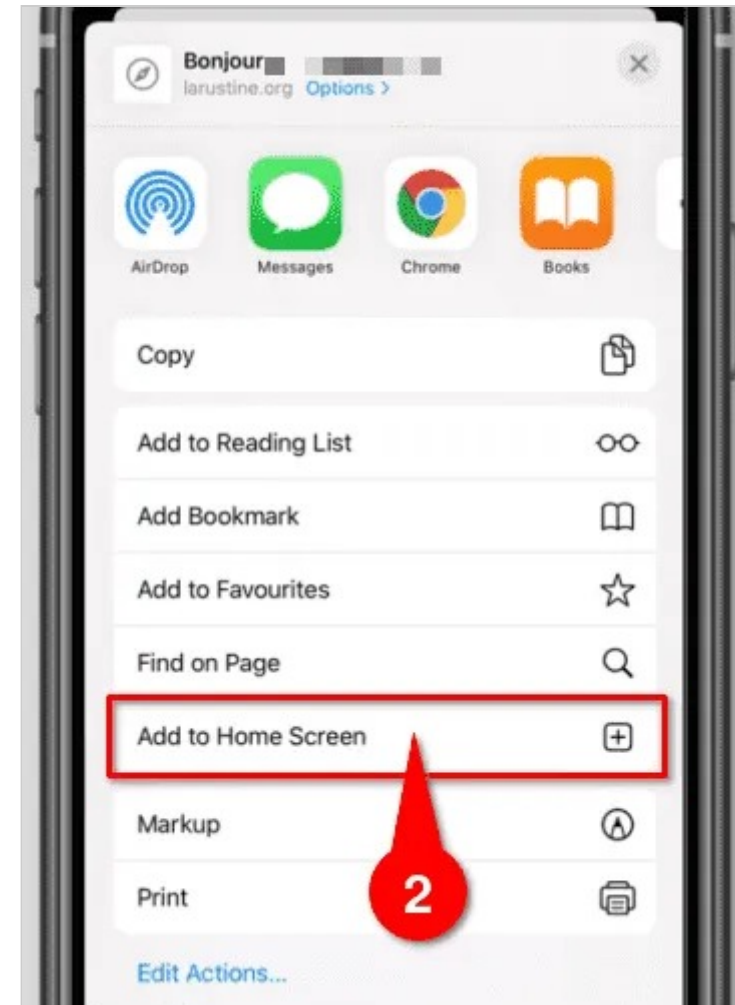 Bonjour
larustine.org Options >
AirDrop Messages Chrome Books
Copy
Add to Reading List
Add Bookmark
Add to Favourites
Find on Page
Add to Home Screen
Markup
2
Print
Edit Actions...